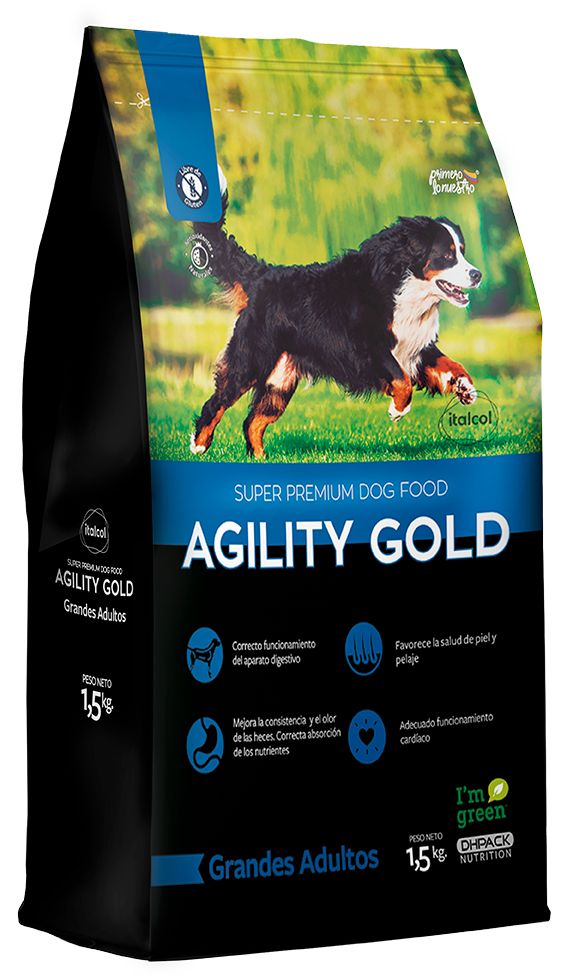 Libre de
Gluten
Antioxidantes
Naturales
primero
lo nuestro
italcol
SUPER PREMIUM DOG FOOD
AGILITY GOLD
Correcto funcionamiento
del aparato digestivo
Favorece la salud de piel y
pelaje
Mejora la consistencia y el olor
de las heces. Correcta absorción
de los nutrientes
Adecuado funcionamiento
cardíaco
I'm
green
DHPACK
NUTRITION
PESO NETO
1,5 kg.
Grandes Adultos
italcol
SUPER PREMIUM DOG FOOD
AGILITY GOLD
Grandes Adultos
PESO NETO
1,5 kg.